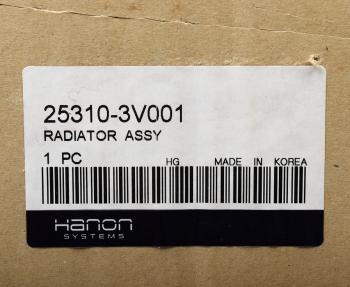 25310-3V001
RADIATOR ASSY
1 PC HG MADE IN KOREA
Hanon
SYSTEMS